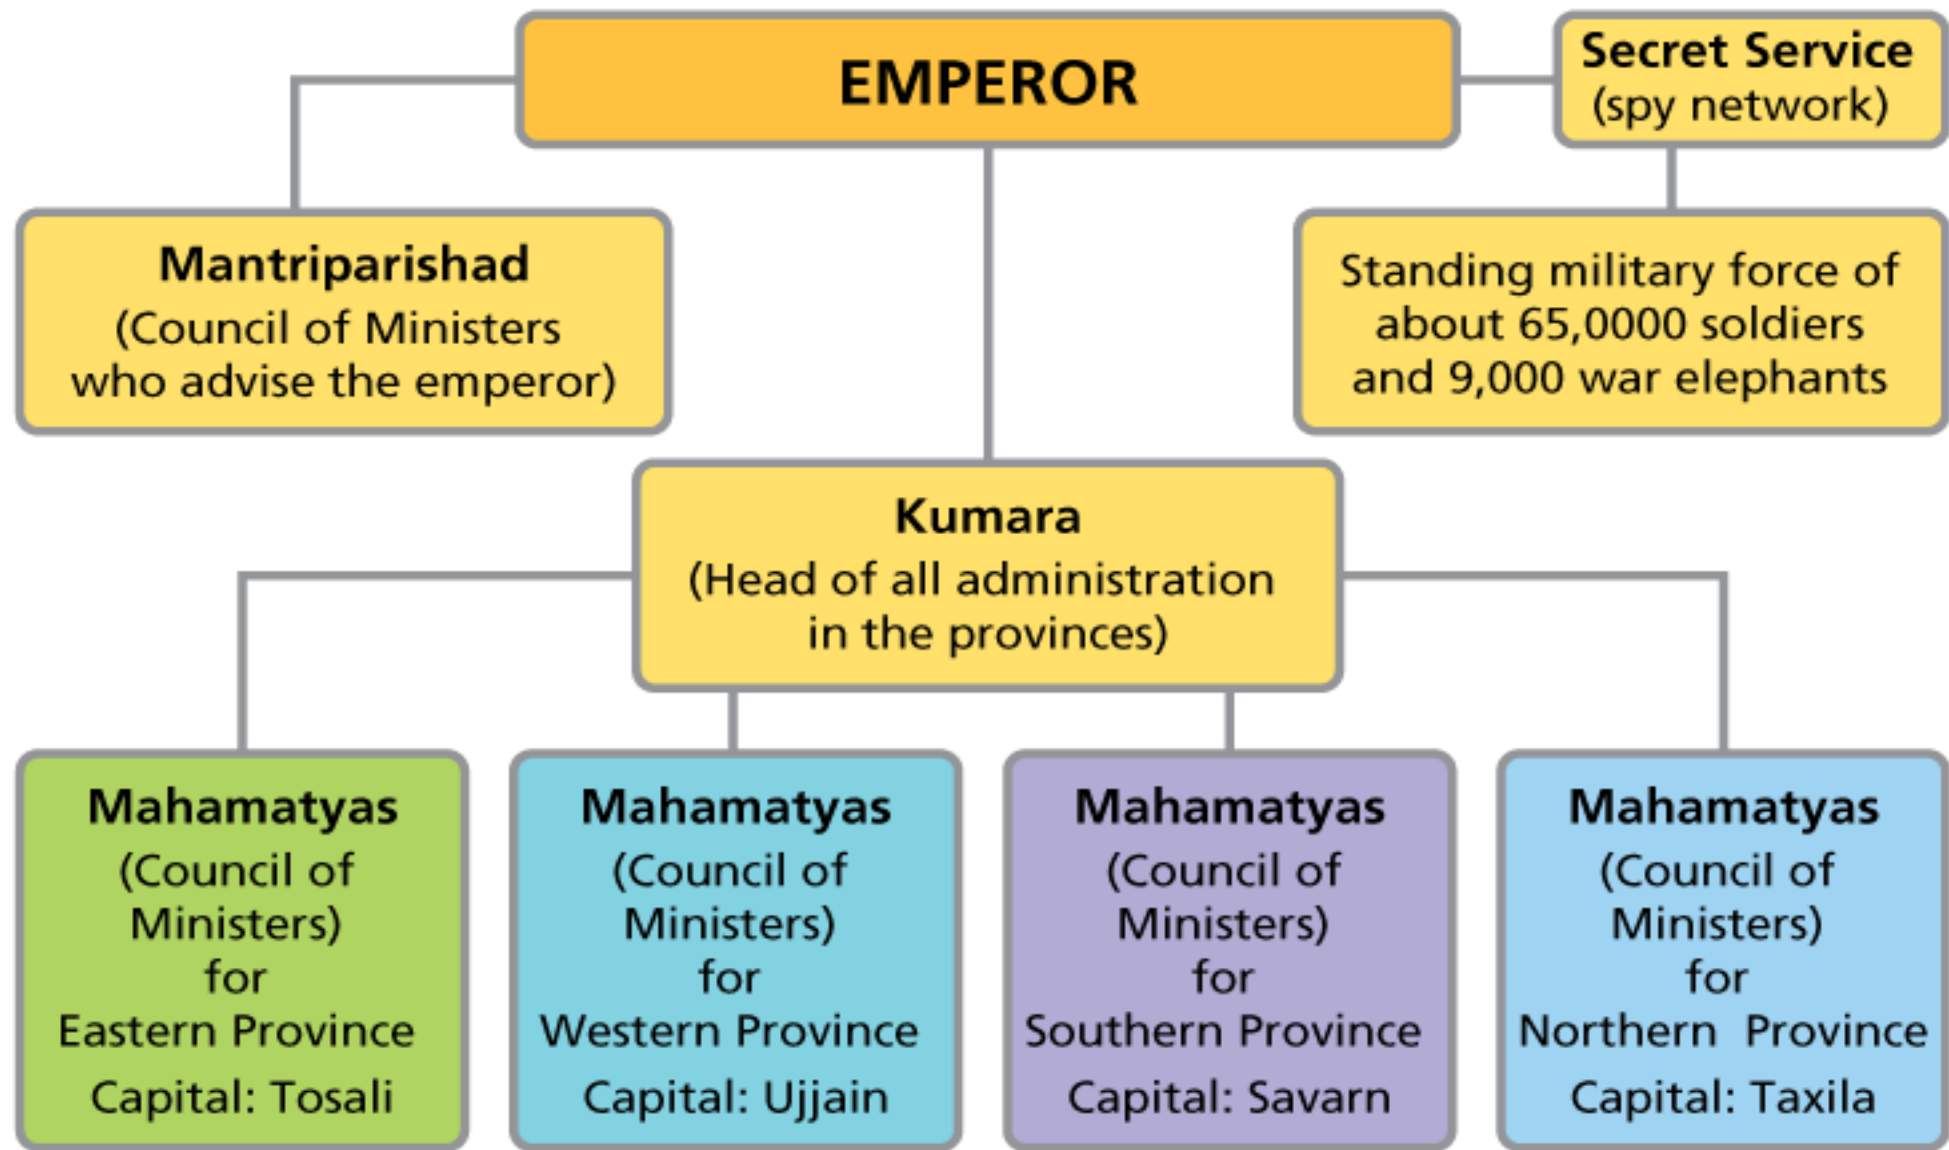 EMPEROR
Secret Service
(spy network)
Mantriparishad
(Council of Ministers
who advise the emperor)
Standing military force of
about 65,0000 soldiers
and 9,000 war elephants
Kumara
(Head of all administration
in the provinces)
Mahamatyas
(Council of
Ministers)
for
Eastern Province
Capital: Tosali
Mahamatyas
(Council of
Ministers)
for
Western Province
Capital: Ujjain
Mahamatyas
(Council of
Ministers)
for
Southern Province
Capital: Savarn
Mahamatyas
(Council of
Ministers)
for
Northern Province
Capital: Taxila